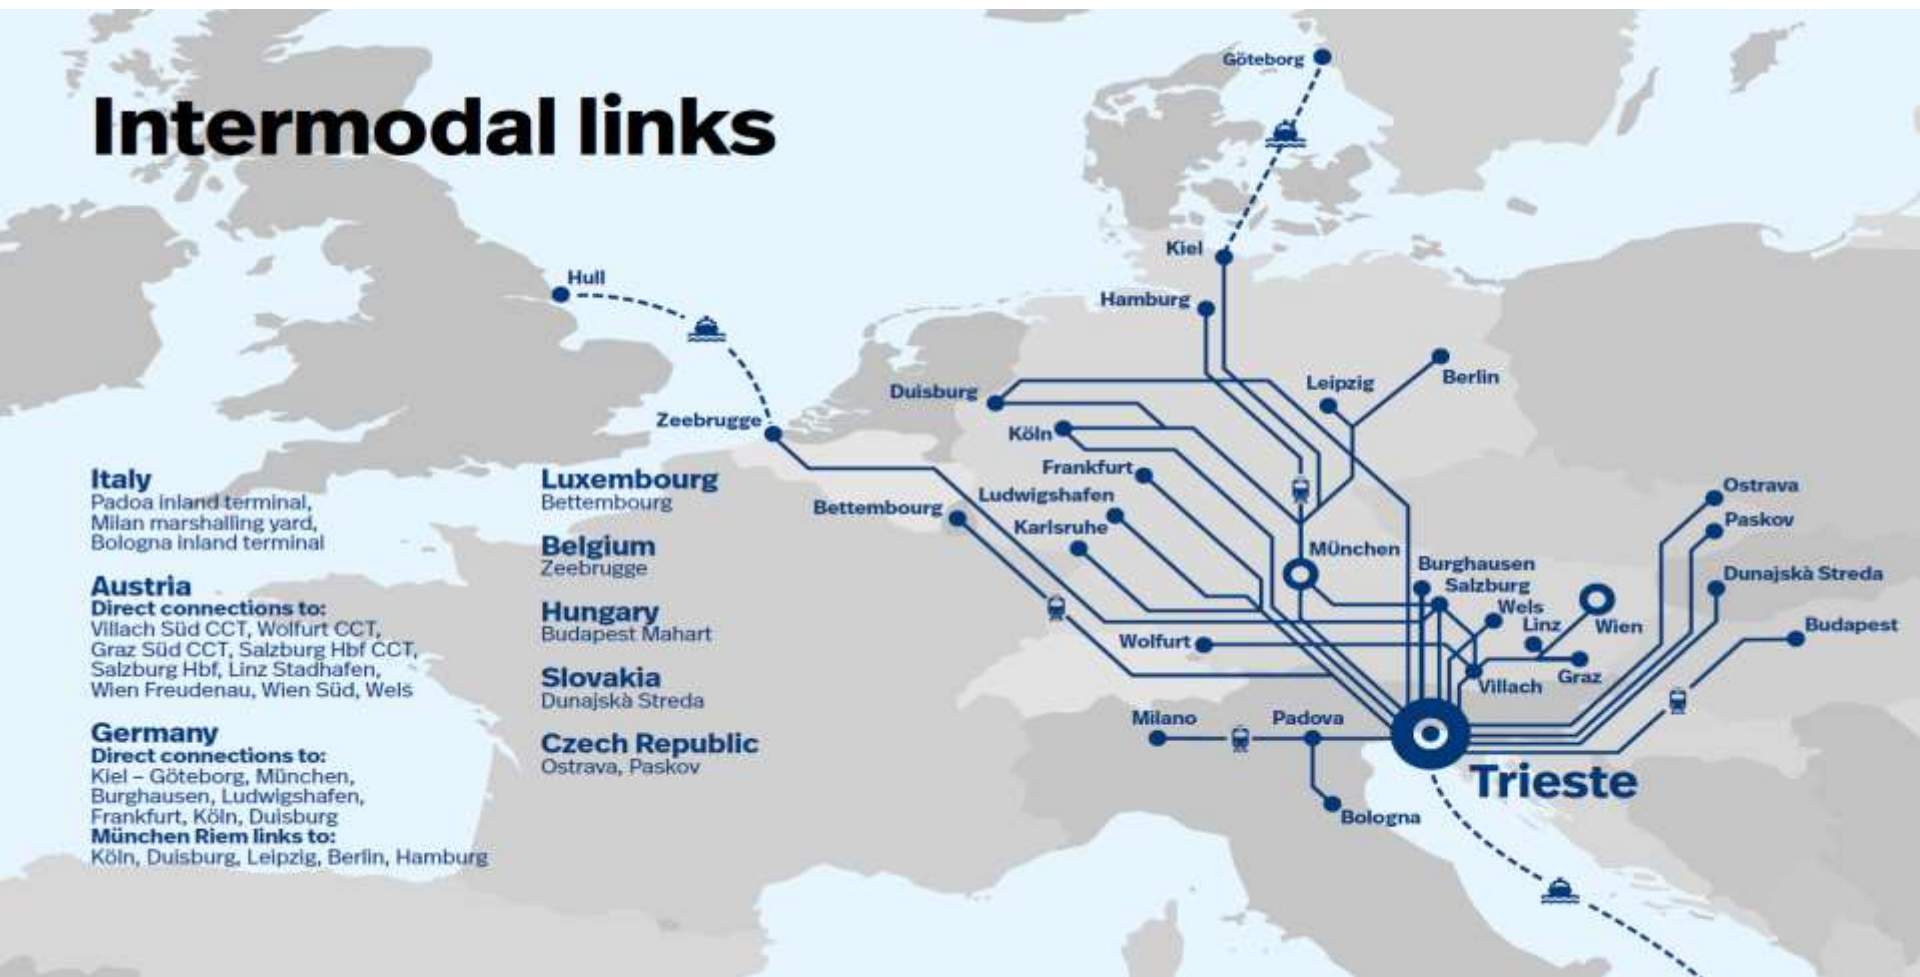 Intermodal links
Italy
Padoa inland terminal,
Milan marshalling yard,
Bologna inland terminal
Austria
Direct connections to:
Villach Süd CCT, Wolfurt CCT,
Graz Süd CCT, Salzburg Hbf CCT,
Salzburg Hbf, Linz Stadhafen,
Wien Freudenau, Wien Süd, Wels
Germany
Direct connections to:
Kiel – Göteborg, München,
Burghausen, Ludwigshafen,
Frankfurt, Köln, Duisburg
München Riem links to:
Köln, Duisburg, Leipzig, Berlin, Hamburg
Luxembourg
Bettembourg
Belgium
Zeebrugge
Hungary
Budapest Mahart
Slovakia
Dunajskà Streda
Czech Republic
Ostrava, Paskov
Göteborg
Kiel
Hull
Hamburg
Zeebrugge
Duisburg
Leipzig
Berlin
Köln
Frankfurt
Ludwigshafen
Bettembourg
Karlsruhe
München
Burghausen
Salzburg
Wels
Linz
Wien
Ostrava
Paskov
Dunajskà Streda
Budapest
Wolfurt
Graz
Villach
Milano
Padova
Trieste
Bologna